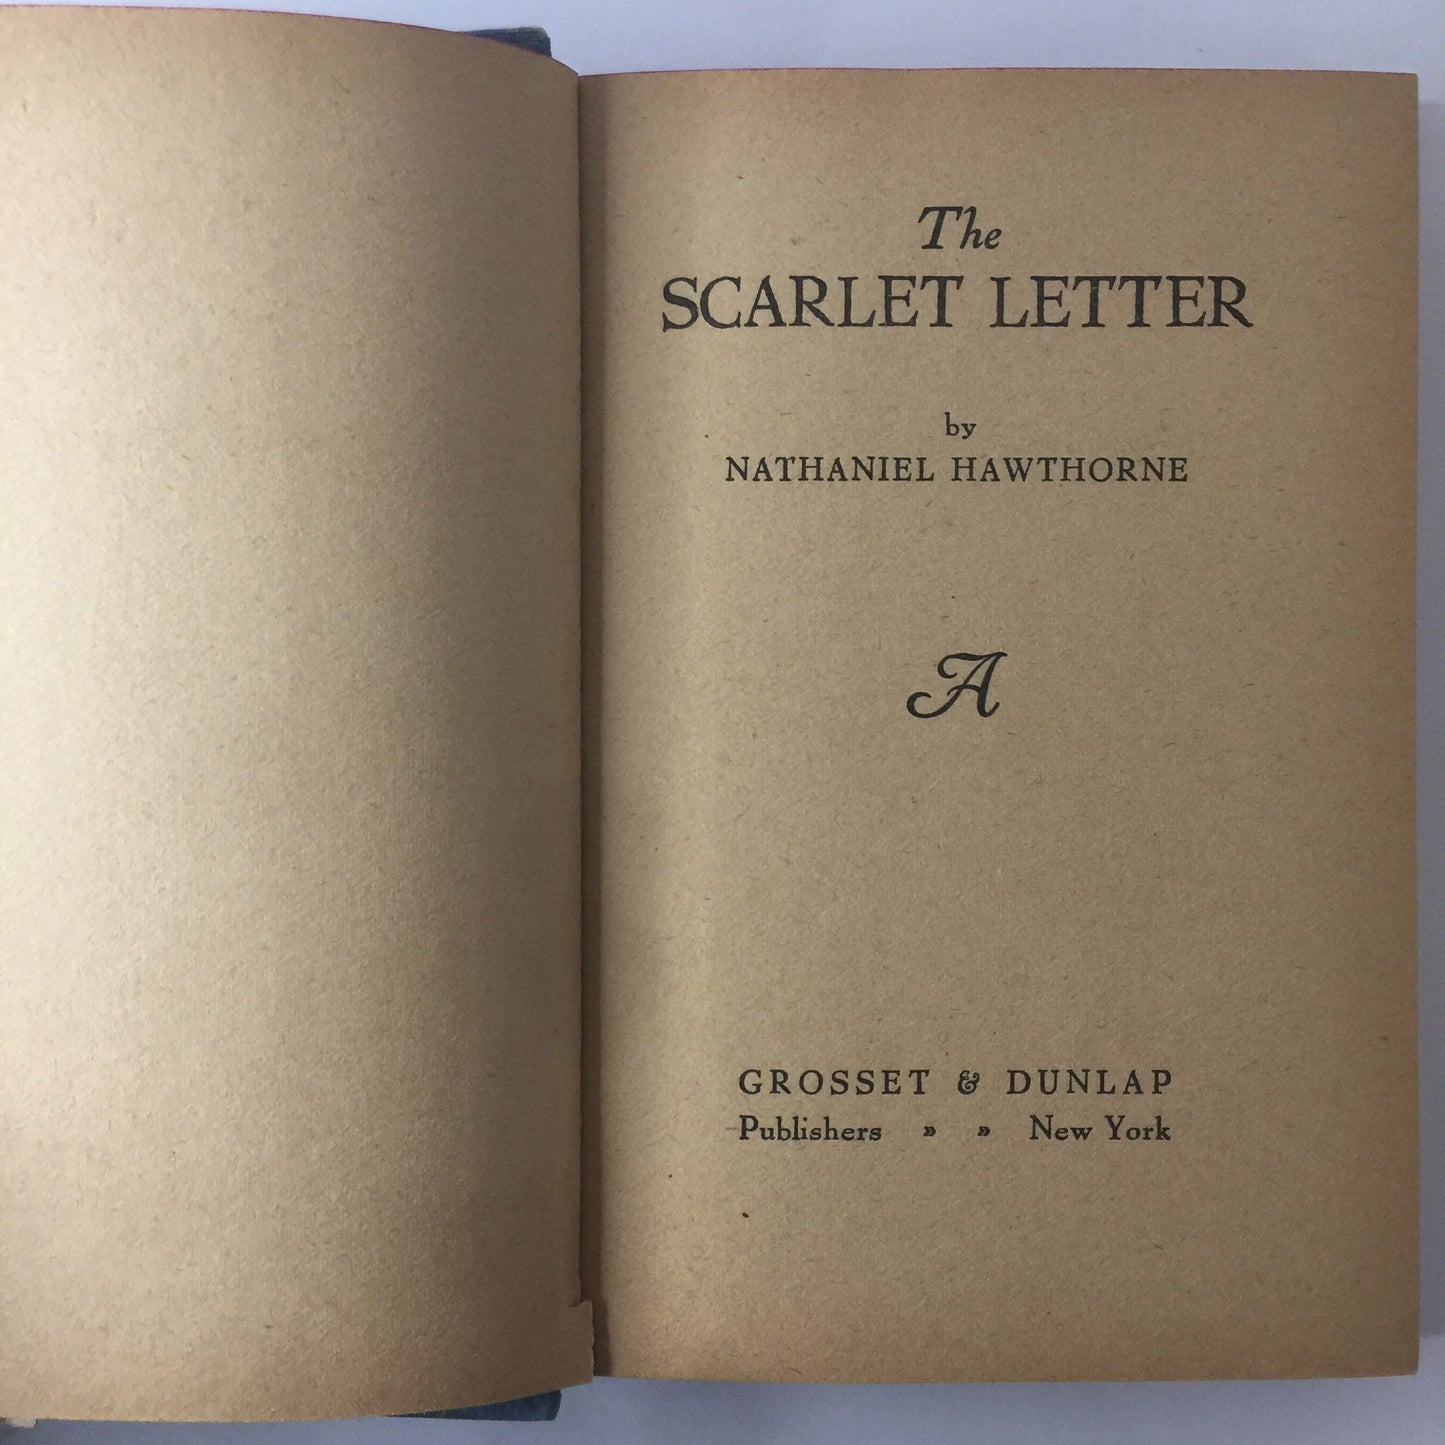 The
SCARLET LETTER
by
NATHANIEL HAWTHORNE
A
GROSSET & DUNLAP
Publishers » » New York